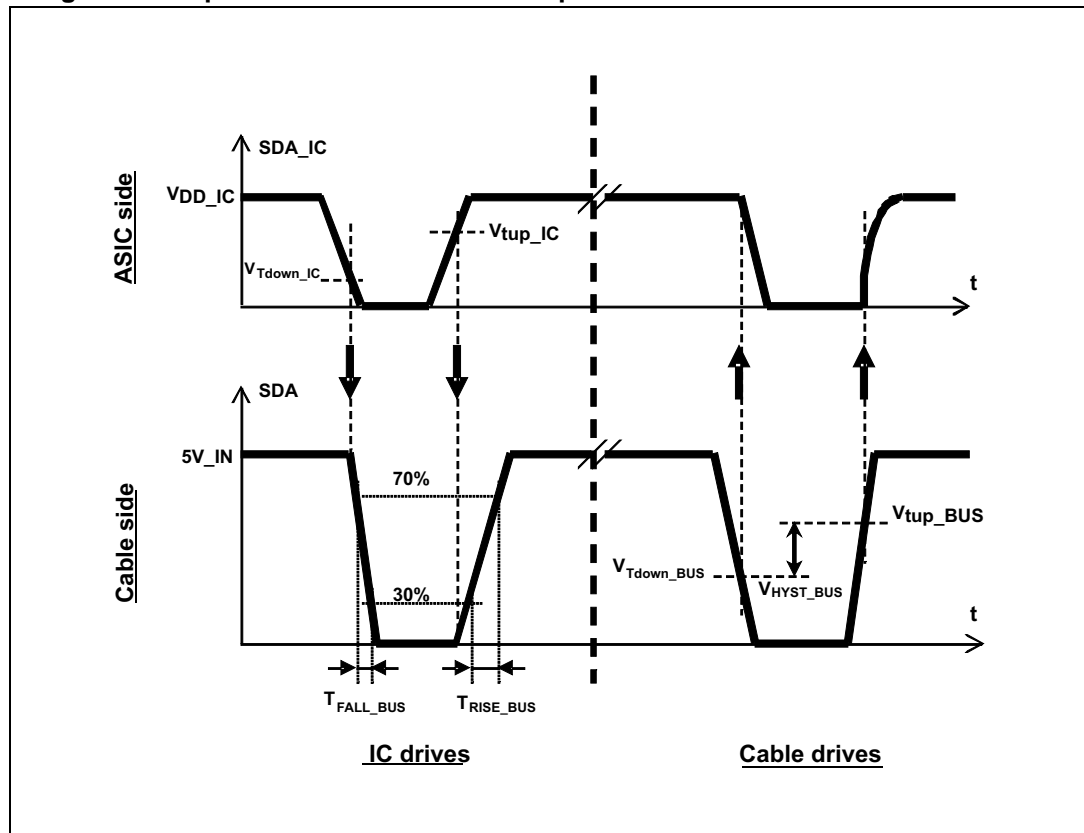 ASIC side
SDA_IC
VDD_IC
VTdown_IC
Vtup_IC
t
Cable side
SDA
5V_IN
70%
30%
TFALL_BUS
TRISE_BUS
VTdown_BUS
VHYST_BUS
Vtup_BUS
t
IC drives
Cable drives